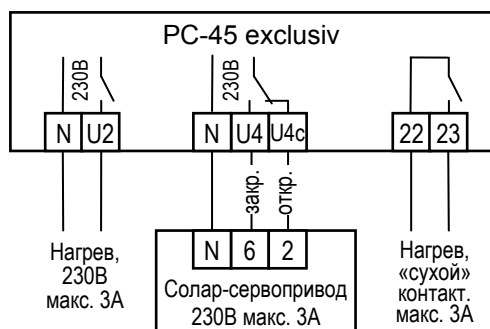 PC-45 exclusiv
230В
230В
N U2 N U4 U4c 22 23
закр.
откр.
N 6 2
Солар-сервопривод
230В макс. 3А
Нагрев,
230В
макс. 3А
Нагрев,
«сухой»
контакт.
макс. 3А